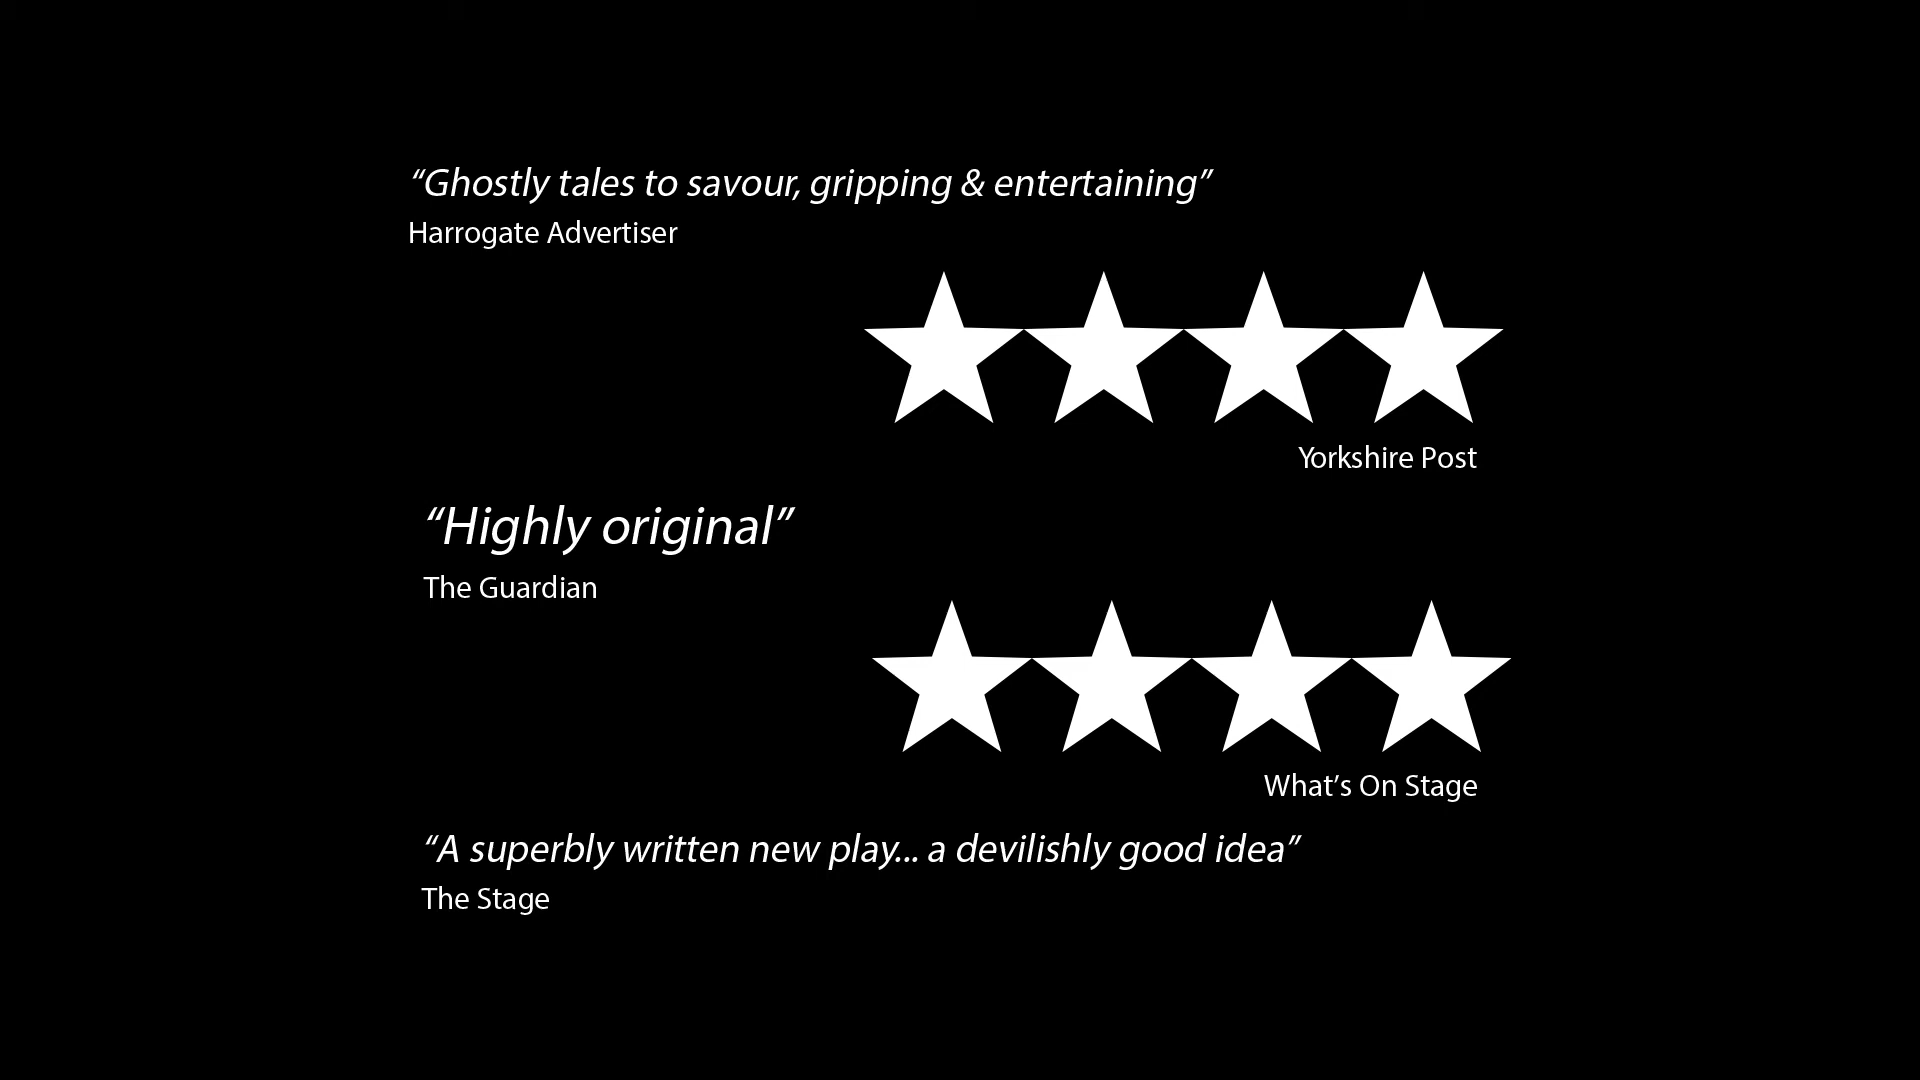 “Ghostly tales to savour, gripping & entertaining”
Harrogate Advertiser
Yorkshire Post
“Highly original”
The Guardian
What’s On Stage
“A superbly written new play... a devilishly good idea”
The Stage